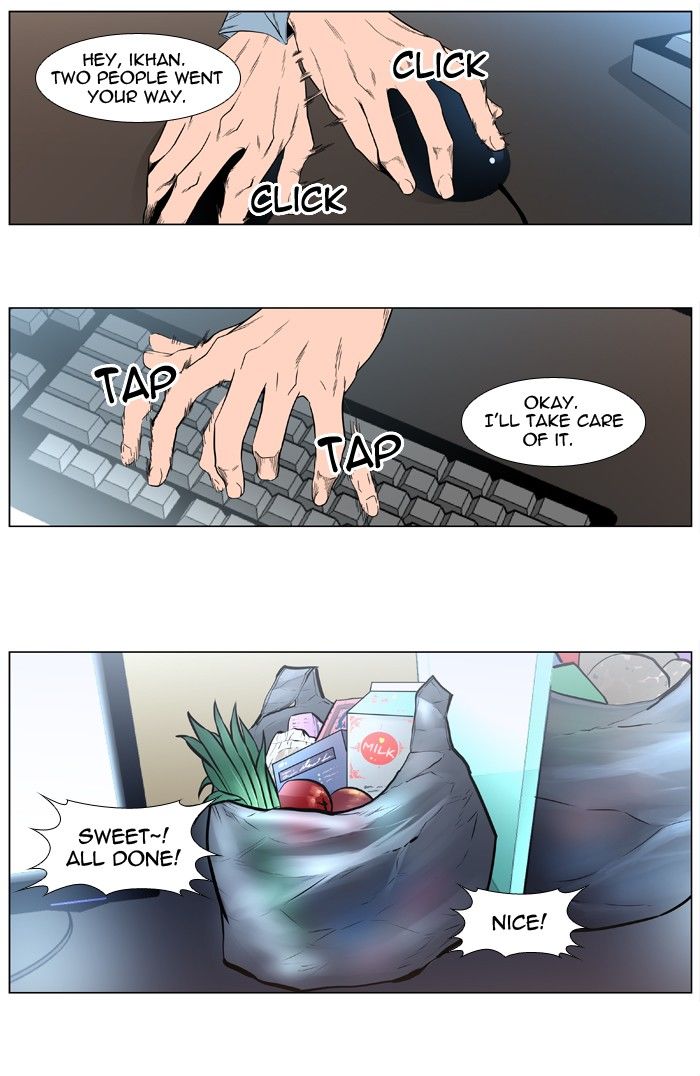 HEY, IKHAN.
TWO PEOPLE WENT
YOUR WAY.
CLICK
CLICK
TAP
OKAY.
I'LL TAKE CARE
OF IT.
TAP
MILK
SWEET~!
ALL DONE!
NICE!